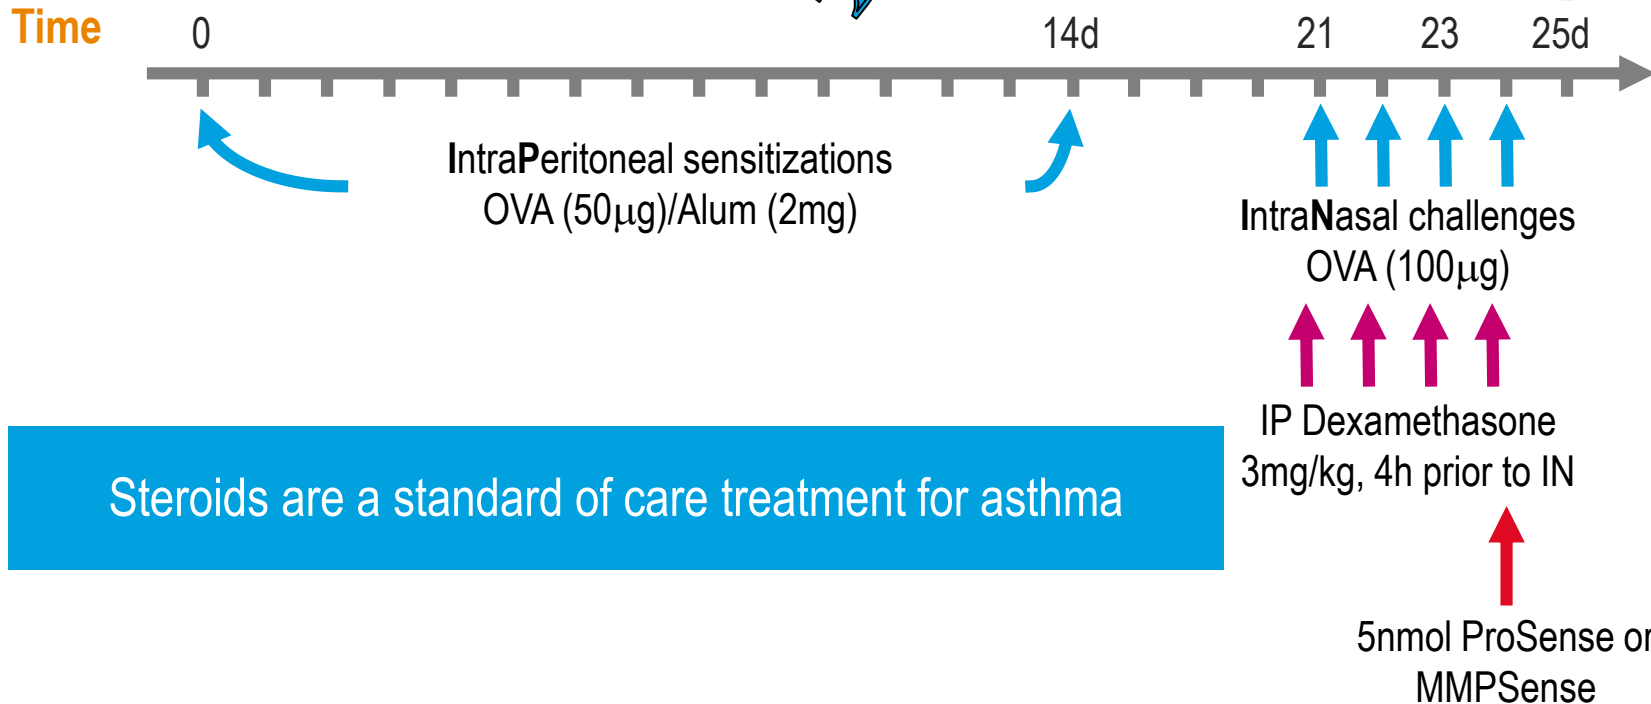 Time 0 14d 21 23 25d
IntraPeritoneal sensitizations
OVA (50μg)/Alum (2mg)
IntraNasal challenges
OVA (100μg)
IP Dexamethasone
3mg/kg, 4h prior to IN
Steroids are a standard of care treatment for asthma
5nmol ProSense or
MMPSense